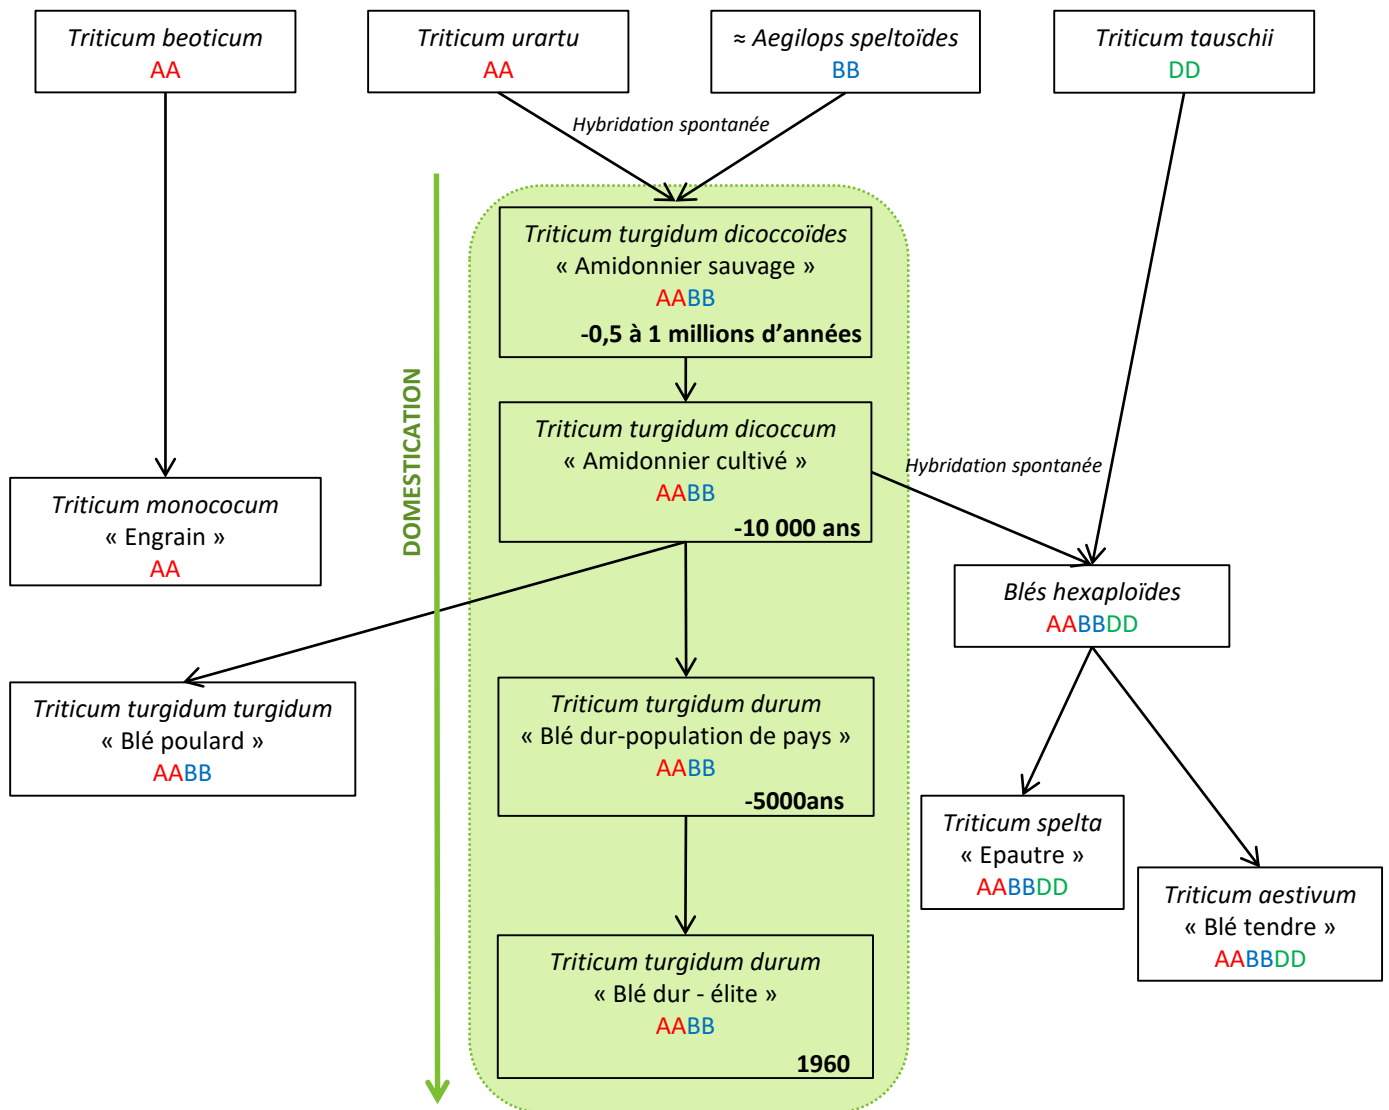 Triticum beoticum
AA
Triticum urartu
AA
≈ Aegilops speltoïdes
BB
Triticum tauschii
DD
Hybridation spontanée
Triticum turgidum dicoccoïdes
« Amidonnier sauvage »
AABB
-0,5 à 1 millions d’années
DOMESTICATION
Triticum turgidum dicoccum
« Amidonnier cultivé »
AABB
-10 000 ans
Hybridation spontanée
Triticum monococum
« Engrain »
AA
Blés hexaploïdes
AABBDD
Triticum turgidum turgidum
« Blé poulard »
AABB
Triticum turgidum durum
« Blé dur-population de pays »
AABB
-5000ans
Triticum spelta
« Epautre »
AABBDD
Triticum aestivum
« Blé tendre »
AABBDD
Triticum turgidum durum
« Blé dur - élite »
AABB
1960